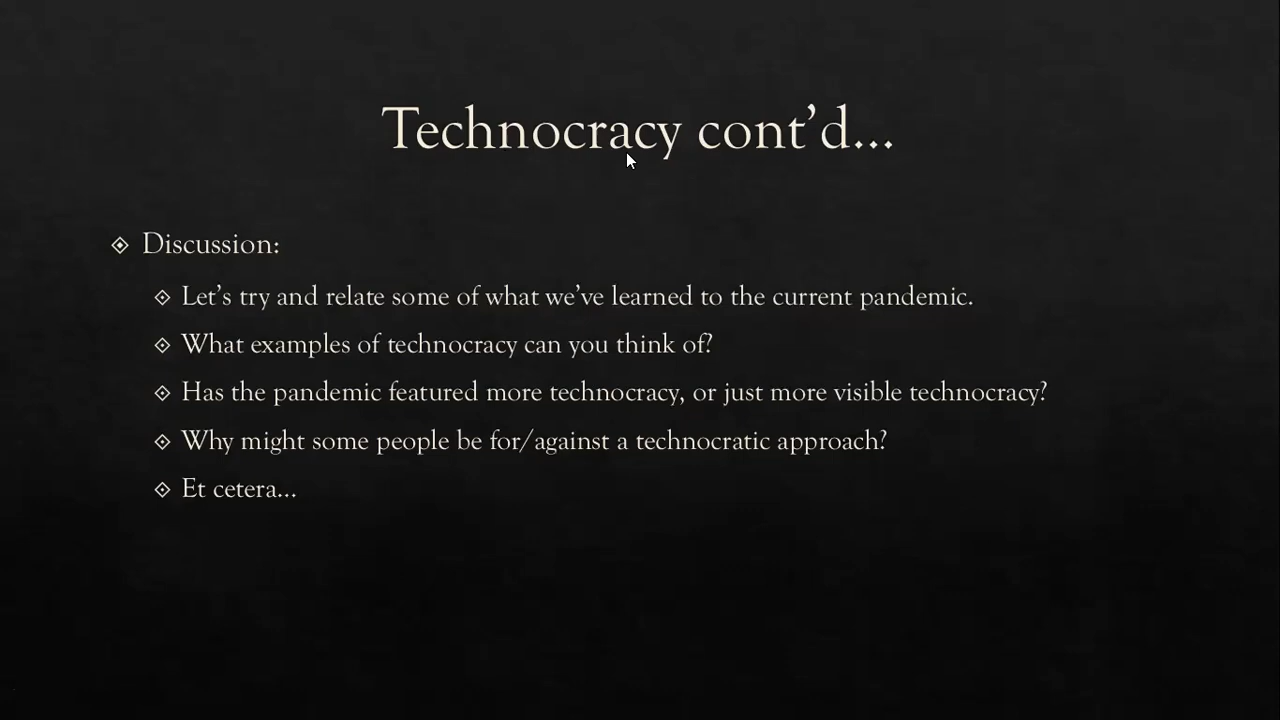 Technocracy cont’d…
Discussion:
Let’s try and relate some of what we’ve learned to the current pandemic.
What examples of technocracy can you think of?
Has the pandemic featured more technocracy, or just more visible technocracy?
Why might some people be for/against a technocratic approach?
Et cetera…